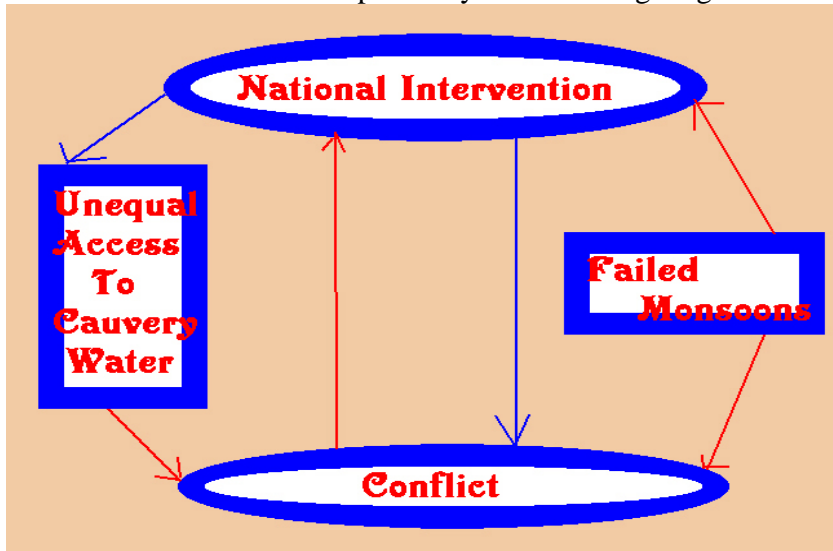 National Intervention
Unequal
Access
To
Cauvery
Water
Failed
Monsoons
Conflict